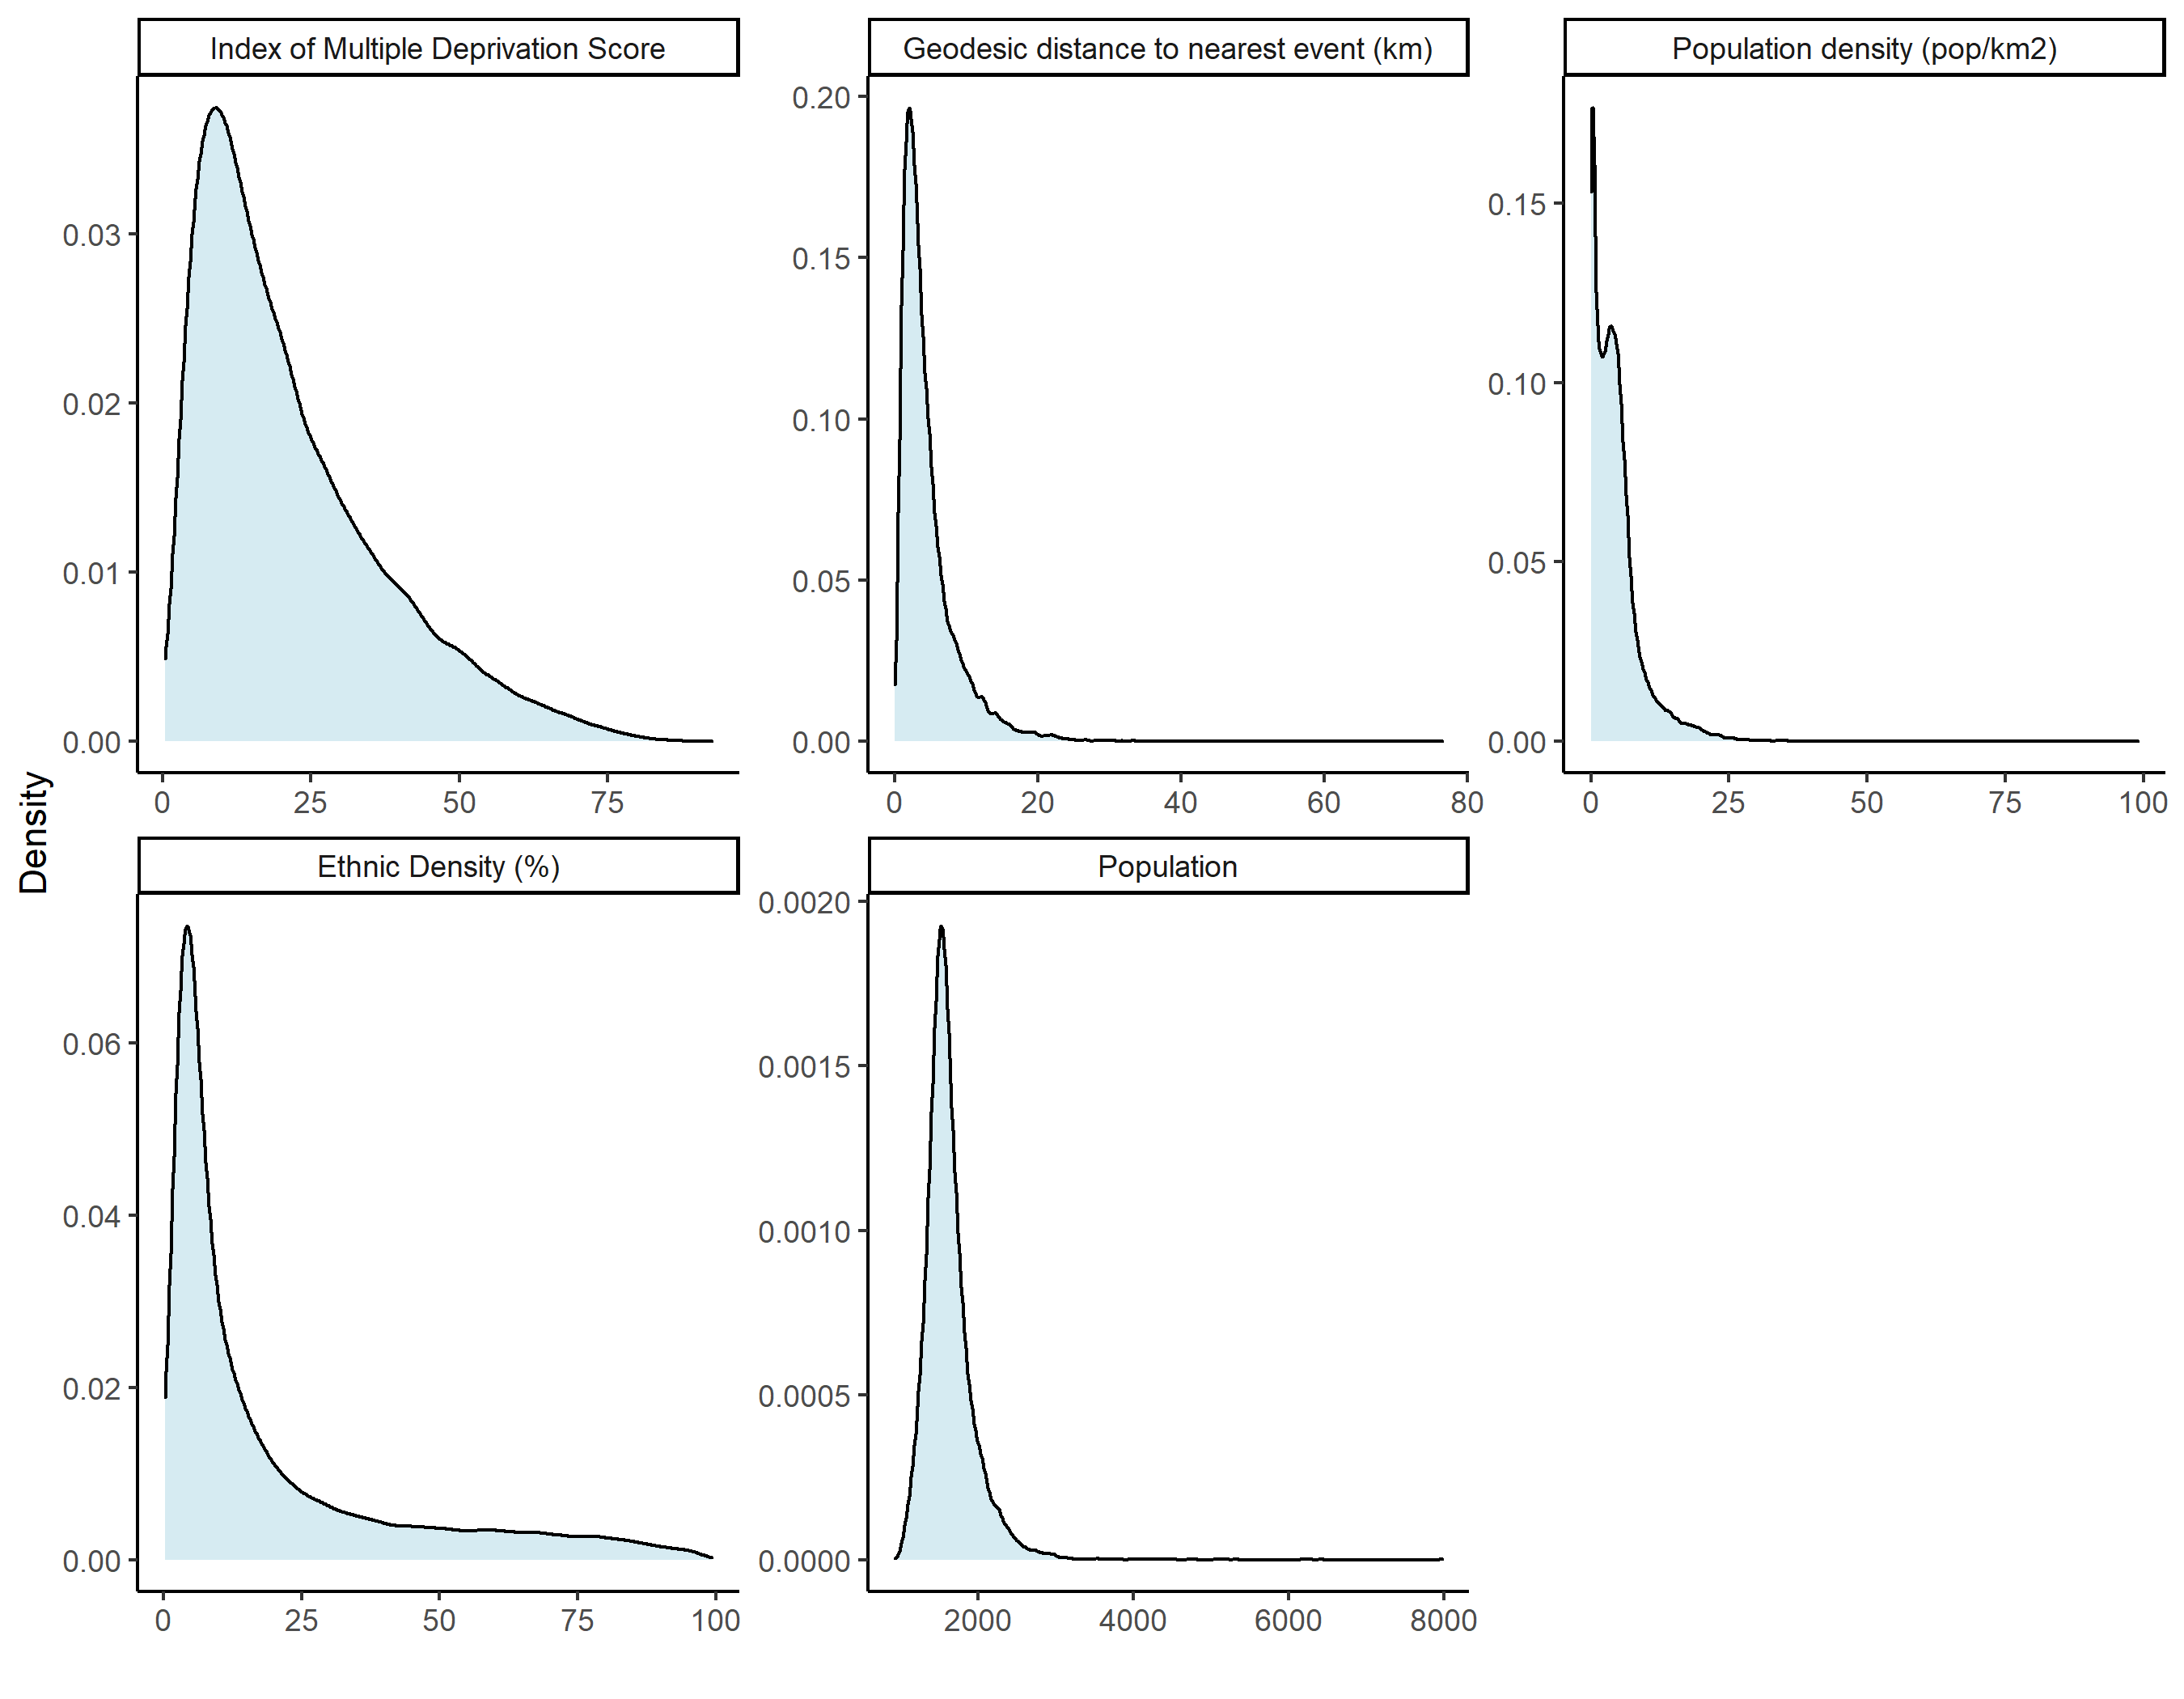 Index of Multiple Deprivation Score
Geodesic distance to nearest event (km)
Population density (pop/km2)
0.03
0.02
0.01
0.00
0 25 50 75
0.20
0.15
0.10
0.05
0.00
0 20 40 60 80
0.15
0.10
0.05
0.00
0 25 50 75 100
Density
Ethnic Density (%)
Population
0.06
0.04
0.02
0.00
0 25 50 75 100
0.0020
0.0015
0.0010
0.0005
0.0000
2000 4000 6000 8000